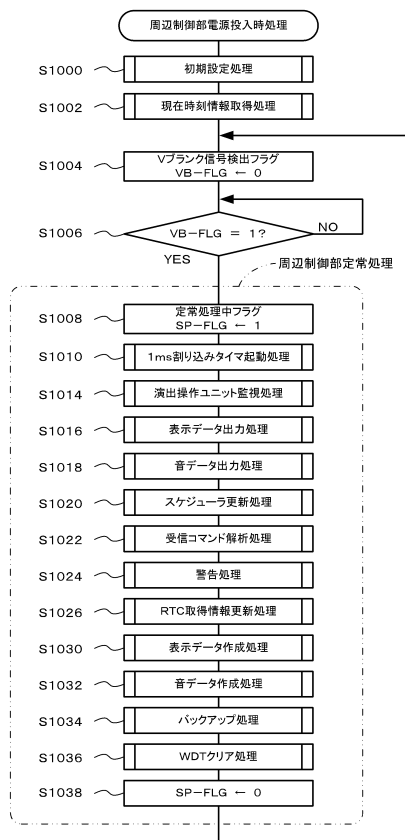 周辺制御部電源投入時処理
S1000
初期設定処理
S1002
現在時刻情報取得処理
S1004
Vブランク信号検出フラグ
VB-FLG ← 0
S1006
VB-FLG = 1?
NO
YES
周辺制御部定常処理
S1008
定常処理中フラグ
SP-FLG ← 1
S1010
1ms割り込みタイマ起動処理
S1014
演出操作ユニット監視処理
S1016
表示データ出力処理
S1018
音データ出力処理
S1020
スケジューラ更新処理
S1022
受信コマンド解析処理
S1024
警告処理
S1026
RTC取得情報更新処理
S1030
表示データ作成処理
S1032
音データ作成処理
S1034
バックアップ処理
S1036
WDTクリア処理
S1038
SP-FLG ← 0